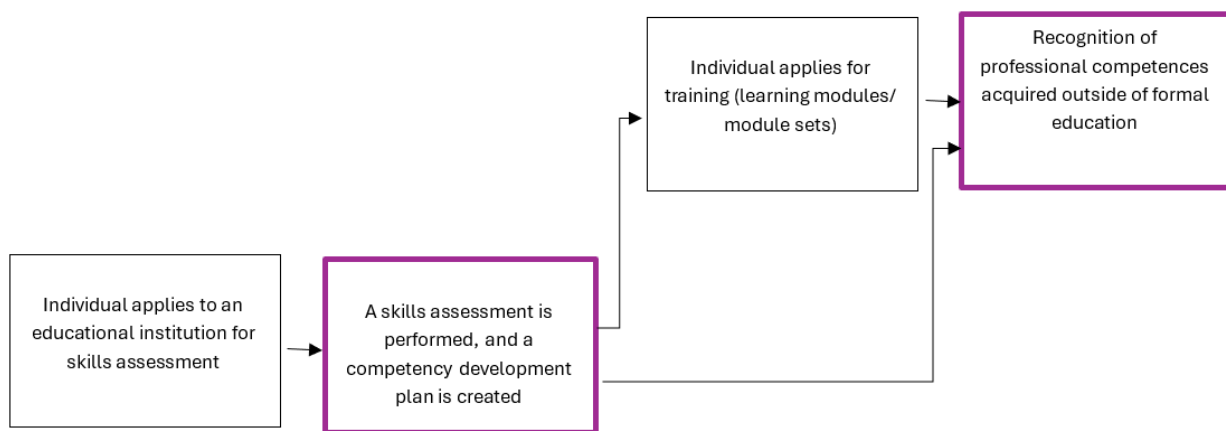 Individual applies to an
educational institution for
skills assessment
A skills assessment is
performed, and a
competency development
plan is created
Individual applies for
training (learning modules/
module sets)
Recognition of
professional competences
acquired outside of formal
education